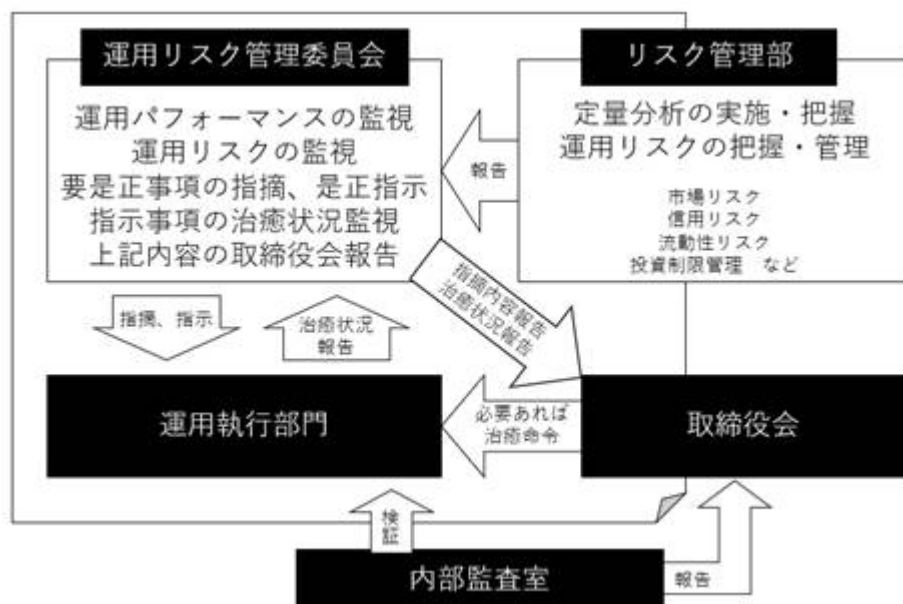 運用リスク管理委員会
運用パフォーマンスの監視
運用リスクの監視
要是正事項の指摘、是正指示
指示事項の治癒状況監視
上記内容の取締役会報告
リスク管理部
定量分析の実施・把握
運用リスクの把握・管理
市場リスク
信用リスク
流動性リスク
投資制限管理　など
報告
指摘内容報告
治癒状況報告
指摘、指示
治癒状況
報告
運用執行部門
必要あれば
治癒命令
取締役会
検証
内部監査室
報告